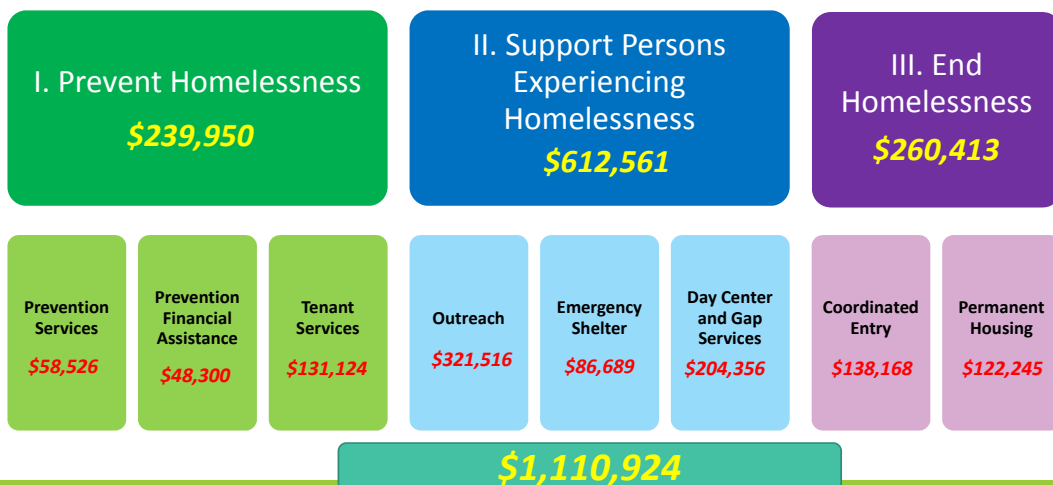 I. Prevent Homelessness
$239,950
II. Support Persons
Experiencing
Homelessness
$612,561
III. End
Homelessness
$260,413
Prevention
Services
$58,526
Prevention
Financial
Assistance
$48,300
Tenant
Services
$131,124
Outreach
$321,516
Emergency
Shelter
$86,689
Day Center
and Gap
Services
$204,356
Coordinated
Entry
$138,168
Permanent
Housing
$122,245
$1,110,924